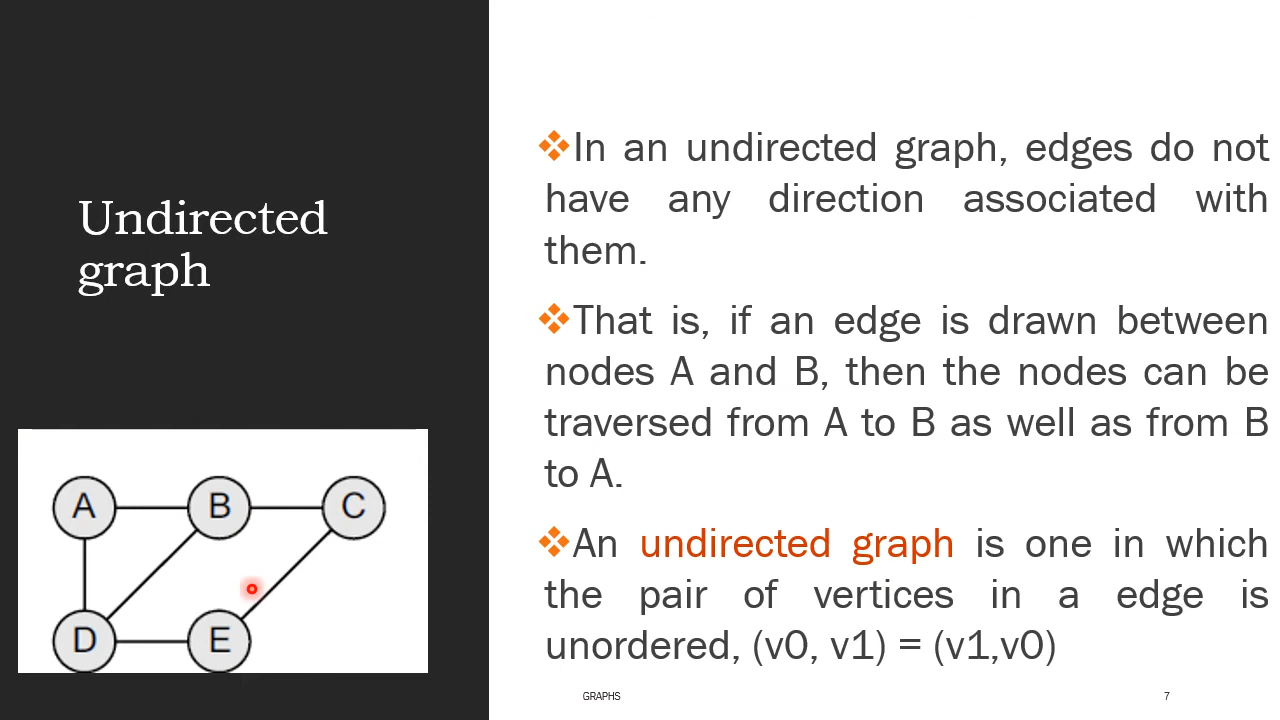 Undirected
graph
A B C
D E
❖In an undirected graph, edges do not
have any direction associated with
them.
❖That is, if an edge is drawn between
nodes A and B, then the nodes can be
traversed from A to B as well as from B
to A.
❖An undirected graph is one in which
the pair of vertices in a edge is
unordered, (v0, v1) = (v1,v0)
GRAPHS
7